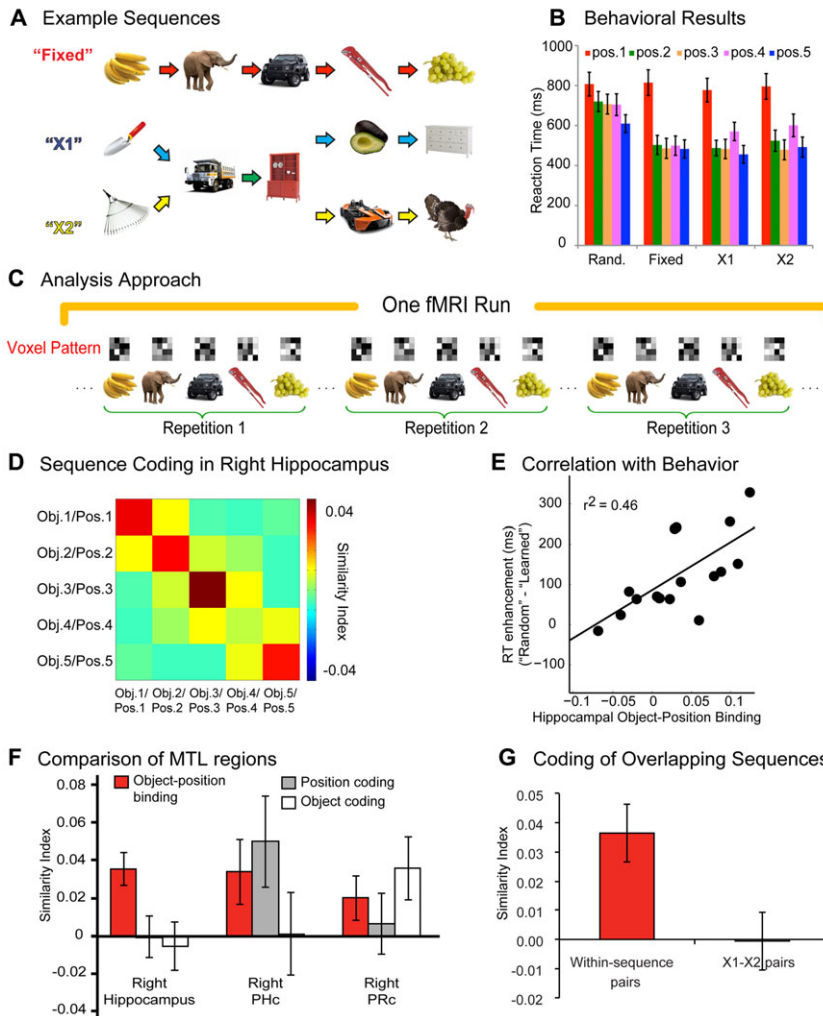 A Example Sequences
"Fixed"
"X1"
"X2"
B Behavioral Results
pos.1 pos.2 pos.3 pos.4 pos.5
Reaction Time (ms)
1000
800
600
400
200
0
Rand. Fixed X1 X2
C Analysis Approach
One fMRI Run
Voxel Pattern
... ... ... ...
Repetition 1 Repetition 2 Repetition 3
D Sequence Coding in Right Hippocampus
Obj.1/Pos.1
Obj.2/Pos.2
Obj.3/Pos.3
Obj.4/Pos.4
Obj.5/Pos.5
Obj.1/ Obj.2/ Obj.3/ Obj.4/ Obj.5/
Pos.1 Pos.2 Pos.3 Pos.4 Pos.5
0.04
-0.04
Similarity Index
E Correlation with Behavior
r² = 0.46
RT enhancement (ms)
("Random" - "Learned")
300
200
100
0
−100
−0.1 −0.05 0 0.05 0.1
Hippocampal Object-Position Binding
F Comparison of MTL regions
Object-position
binding
Position coding
Object coding
Similarity Index
0.08
0.06
0.04
0.02
0
-0.02
-0.04
Right Right Right
Hippocampus PHc PRc
G Coding of Overlapping Sequences
Similarity Index
0.05
0.04
0.03
0.02
0.01
0.00
-0.01
-0.02
Within-sequence X1-X2 pairs
pairs